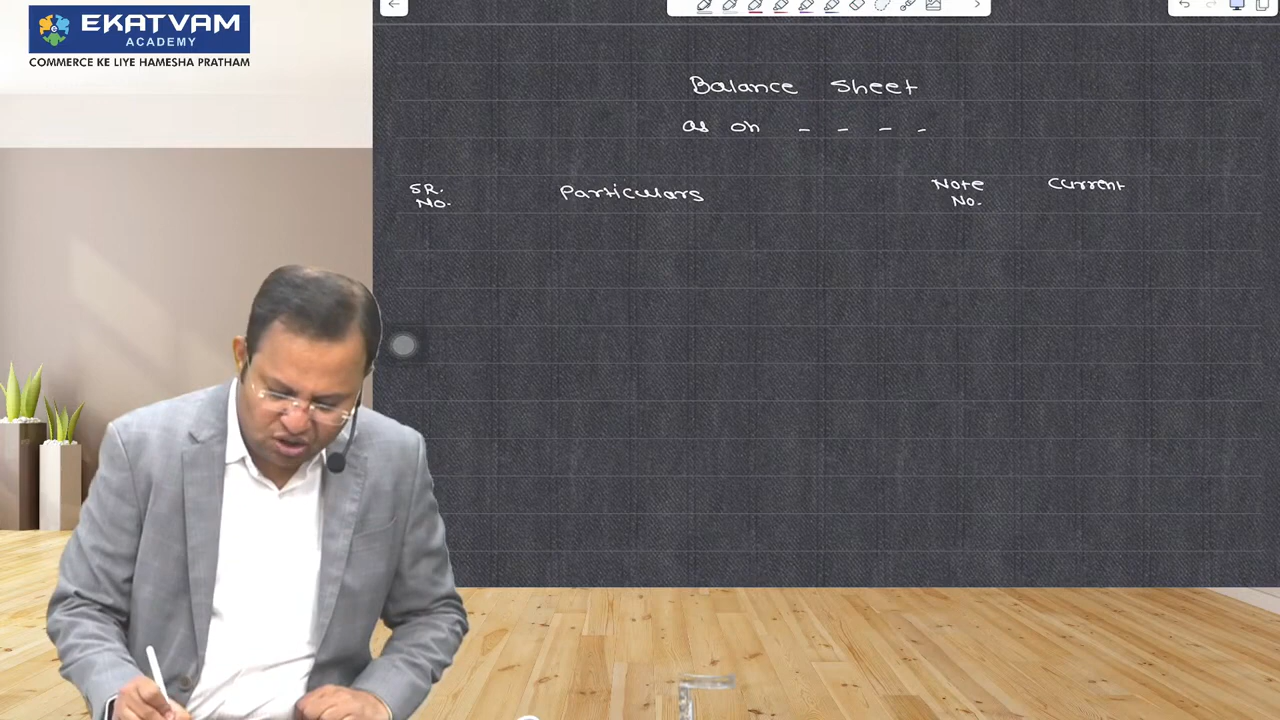 EKATVAM
ACADEMY
COMMERCE KE LIYE HAMESHA PRATHAM
Balance Sheet
as on - - - -
SR. No. Particulars Note No. Current